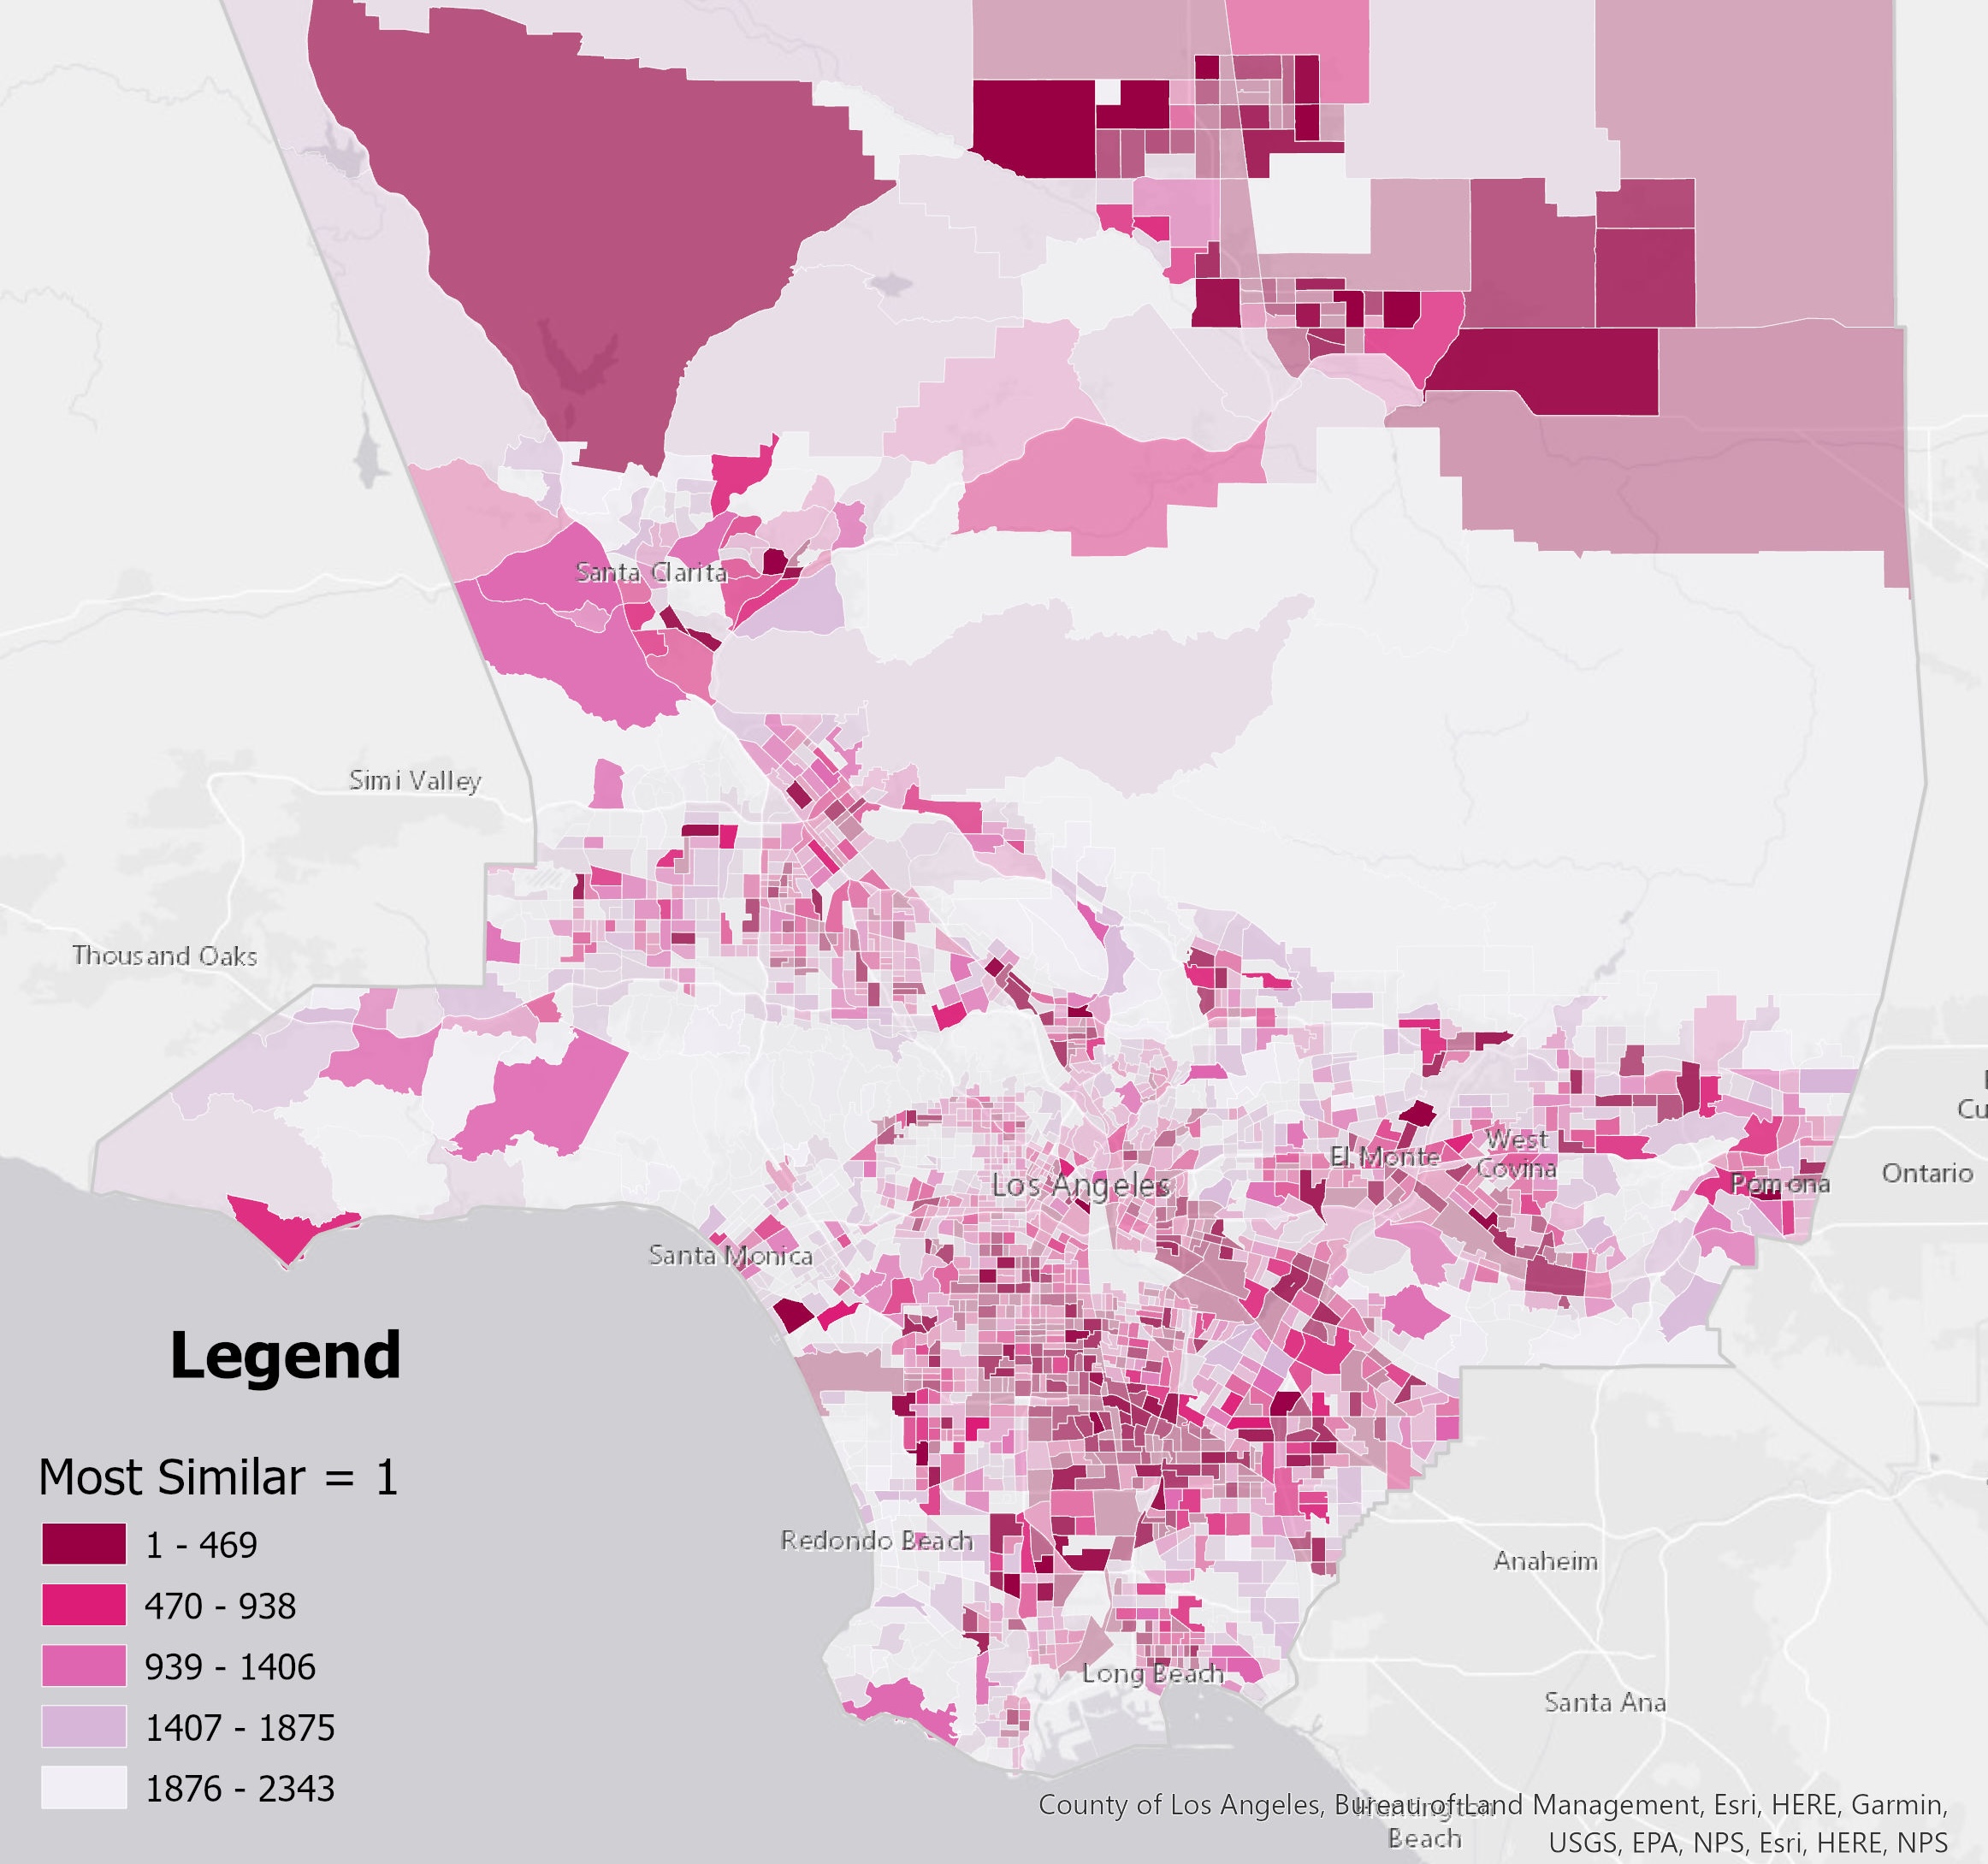 Santa Clarita
Simi Valley
Thousand Oaks
Cu
El Monte
West
Covina
Los Angeles
Pomona
Ontario
Santa Monica
Legend
Most Similar = 1
1 - 469
470 - 938
939 - 1406
1407 - 1875
1876 - 2343
Redondo Beach
Anaheim
Long Beach
Santa Ana
County of Los Angeles, Bureau of Land Management, Esri, HERE, Garmin,
Huntington
Beach
USGS, EPA, NPS, Esri, HERE, NPS